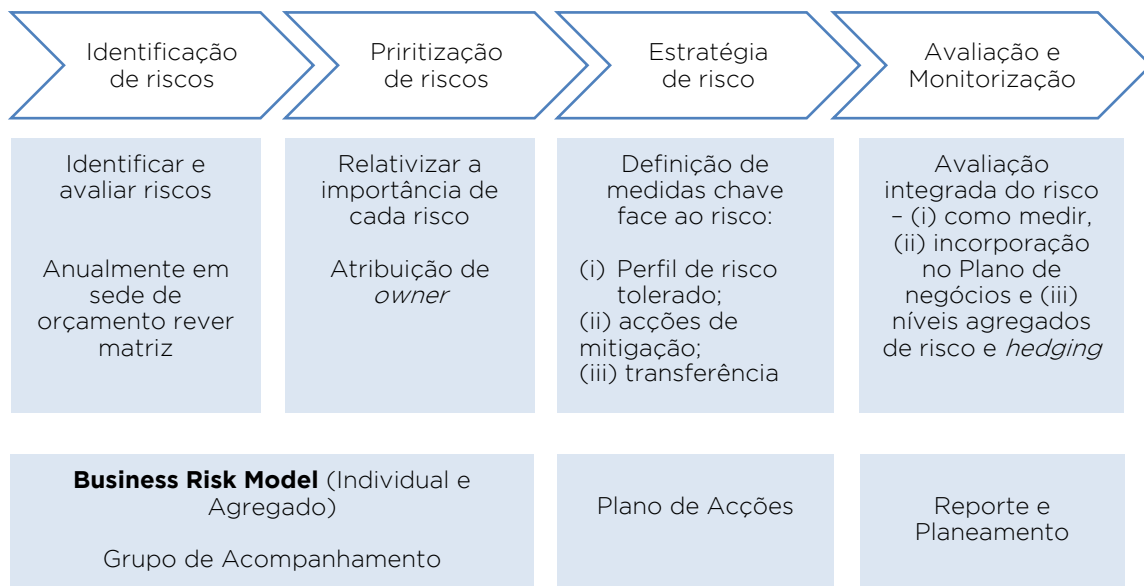 Identificação
de riscos
Priritização
de riscos
Estratégia
de risco
Avaliação e
Monitorização
Identificar e
avaliar riscos
Anualmente em
sede de
orçamento rever
matriz
Relativizar a
importância de
cada risco
Atribuição de
owner
Definição de
medidas chave
face ao risco:
(i) Perfil de risco
tolerado;
(ii) acções de
mitigação;
(iii) transferência
Avaliação
integrada do risco
– (i) como medir,
(ii) incorporação
no Plano de
negócios e (iii)
níveis agregados
de risco e hedging
Business Risk Model (Individual e
Agregado)
Grupo de Acompanhamento
Plano de Acções
Reporte e
Planeamento